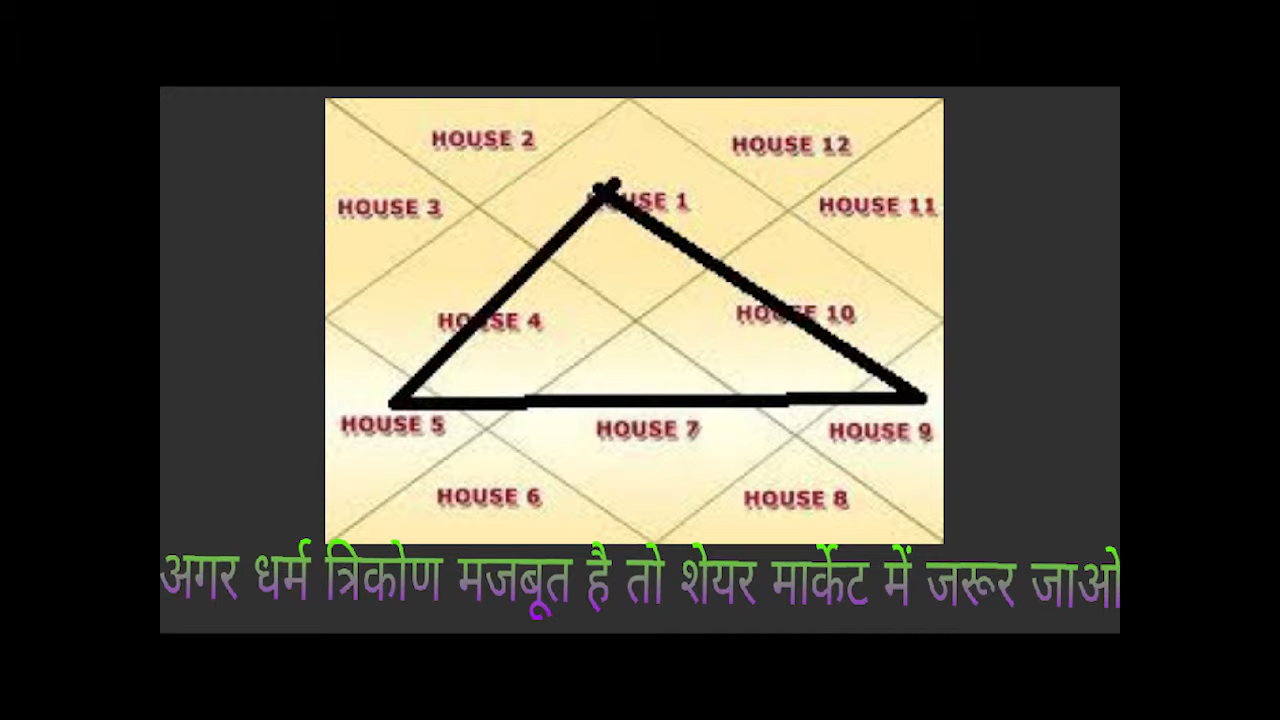 HOUSE 2
HOUSE 12
HOUSE 1
HOUSE 3
HOUSE 11
HOUSE 4
HOUSE 10
HOUSE 5
HOUSE 7
HOUSE 9
HOUSE 6
HOUSE 8
अगर धर्म त्रिकोण मजबूत है तो शेयर मार्केट में जरूर जाओ